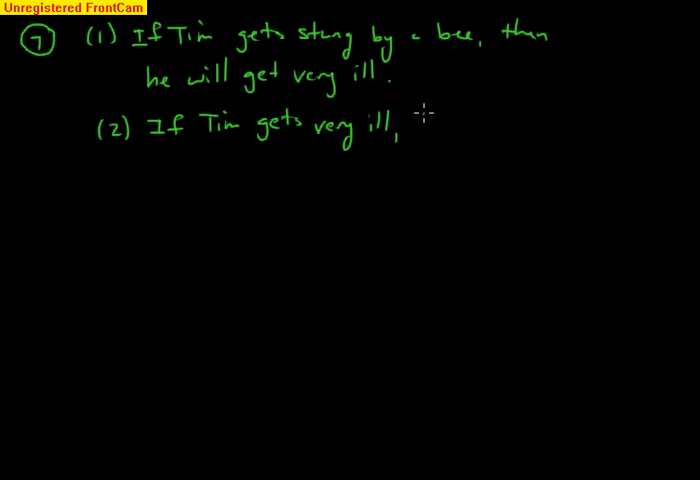 Unregistered FrontCam
7 (1) If Tim gets stung by a bee, then
he will get very ill.
(2) If Tim gets very ill,